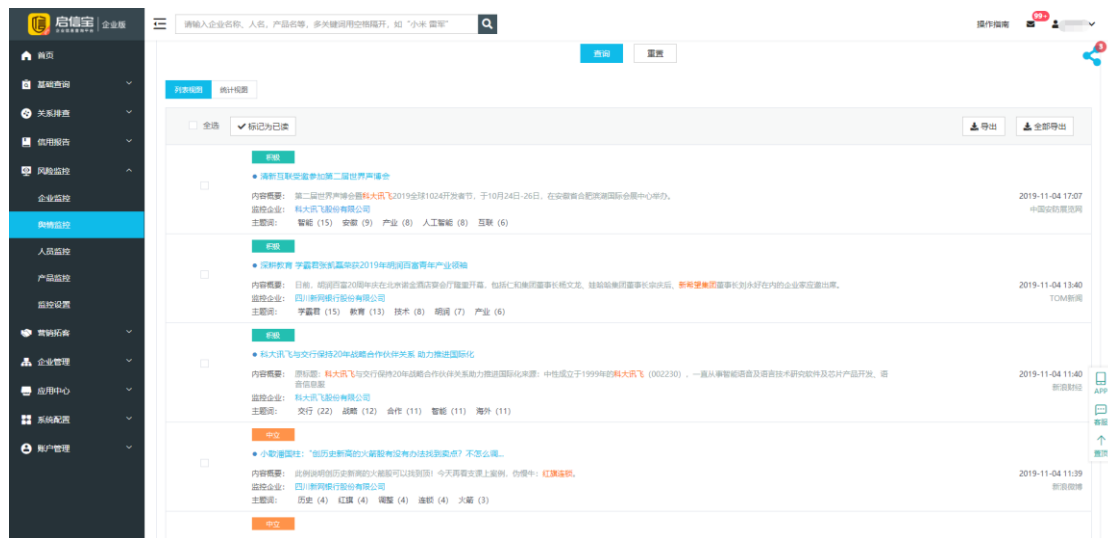 启信宝 企业版
请输入企业名称、人名，产品名等，多关键词用空格隔开，如 "小米 雷军"
操作指南
99+
首页
基础查询
关系排查
信用报告
风险监控
企业监控
舆情监控
人员监控
产品监控
监控设置
营销拓客
企业管理
应用中心
系统配置
账户管理
查询 重置
9
列表视图 统计视图
全选 标记为已读 导出 全部导出
积极
清新互联受邀参加第二届世界声博会
内容概要： 第二届世界声博会暨科大讯飞2019全球1024开发者节，于10月24日-26日，在安徽省合肥滨湖国际会展中心举办。
2019-11-04 17:07
监控企业： 科大讯飞股份有限公司
中国安防展览网
主题词： 智能（15） 安徽（9） 产业（8） 人工智能（8） 互联（6）
积极
深耕教育 学霸君张凯磊荣获2019年胡润百富青年产业领袖
内容概要： 日前，胡润百富20周年庆在北京诺金酒店宴会厅隆重开幕，包括仁和集团董事长杨文龙、娃哈哈集团董事长宗庆后、新希望集团董事长刘永好在内的企业家应邀出席。
2019-11-04 13:40
监控企业： 四川新网银行股份有限公司
TOM新闻
主题词： 学霸君（15） 教育（13） 技术（8） 胡润（7） 产业（6）
积极
科大讯飞与交行保持20年战略合作伙伴关系 助力推进国际化
内容概要： 原标题：科大讯飞与交行保持20年战略合作伙伴关系助力推进国际化来源：中性成立于1999年的科大讯飞（002230），一直从事智能语音及语言技术研究软件及芯片产品开发、语
音信息服
2019-11-04 11:40
新浪财经
监控企业： 科大讯飞股份有限公司
主题词： 交行（22） 战略（12） 合作（11） 智能（11） 海外（11）
APP
客服
置顶
中立
小散潘国柱："创历史新高的火箭股有没有办法找到卖点？不怎么调...
内容概要： 此例说明创历史新高的火箭股可以找到顶！今天再看支课上案例，仿慢牛：红旗连锁。
2019-11-04 11:39
监控企业： 四川新网银行股份有限公司
新浪微博
主题词： 历史（4） 红旗（4） 调整（4） 连锁（4） 火箭（3）
中立